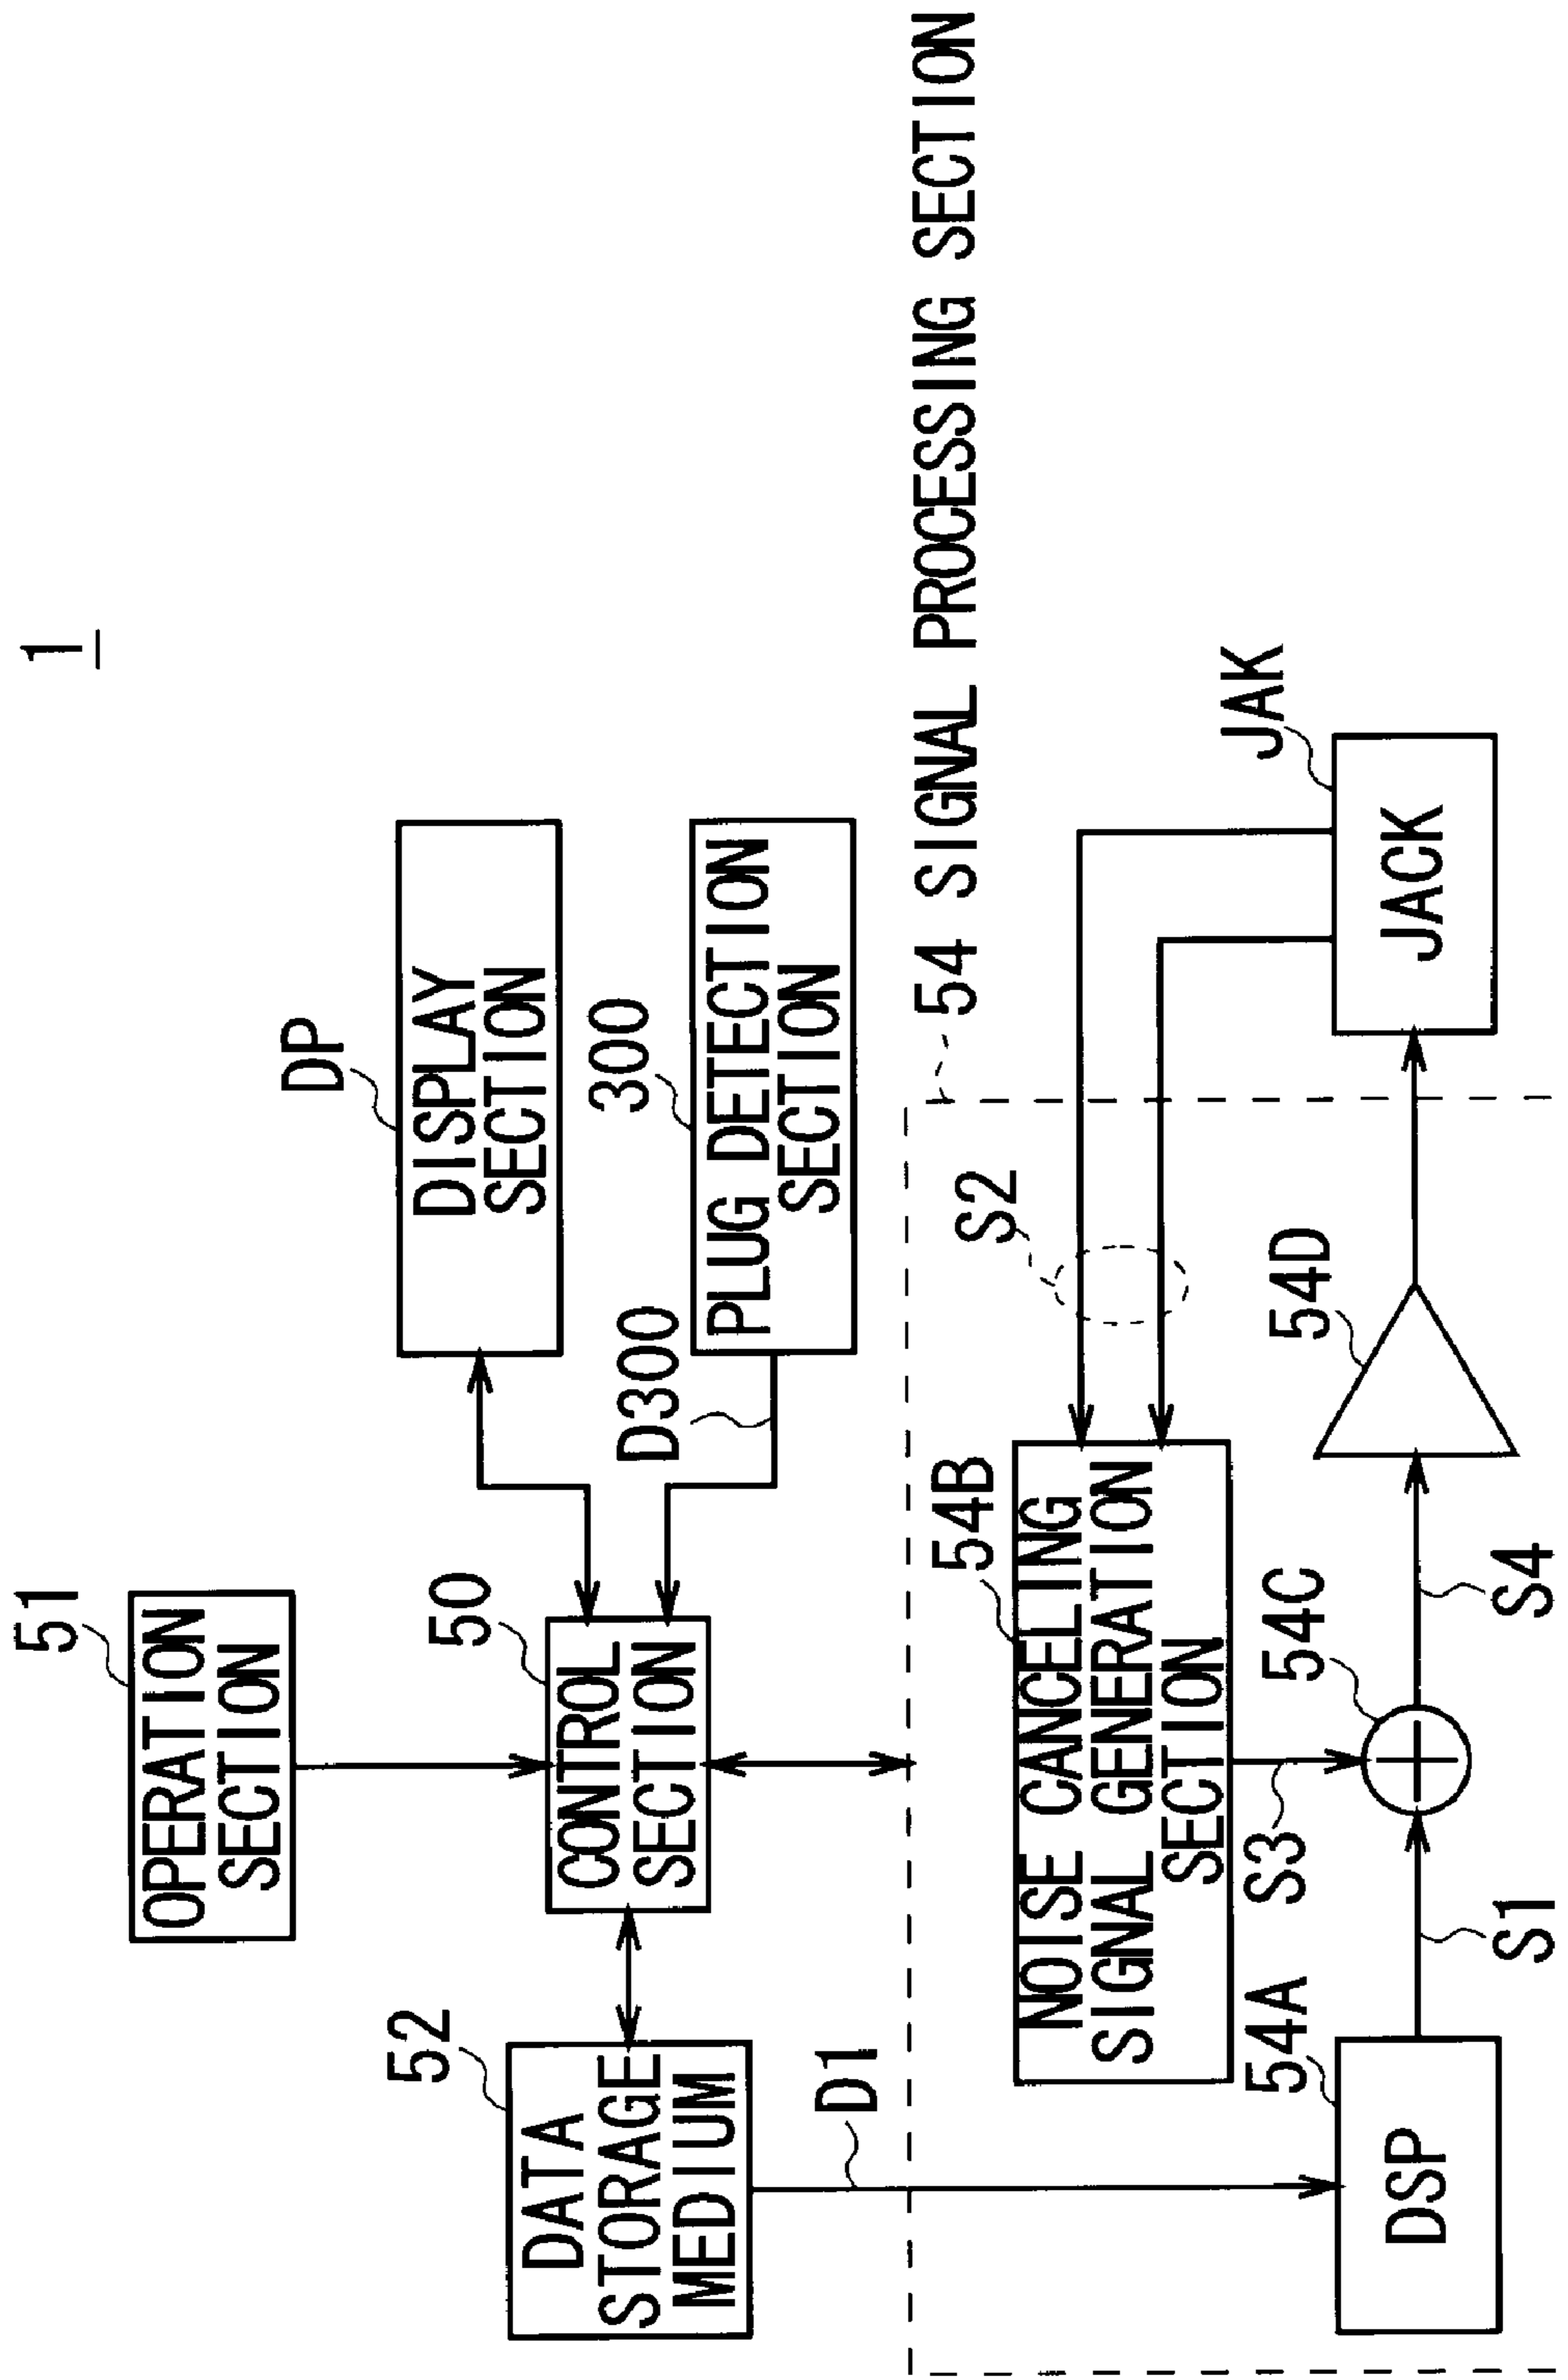 1
51
OPERATION
SECTION
DP
DISPLAY
SECTION
52
DATA
STORAGE
MEDIUM
50
CONTROL
SECTION
300
PLUG DETECTION
SECTION
D300
D1
54 SIGNAL PROCESSING SECTION
54B
NOISE CANCELING
SIGNAL GENERATION
SECTION
S2
JAK
JACK
54A
DSP
S3
54C
54D
S1
S4